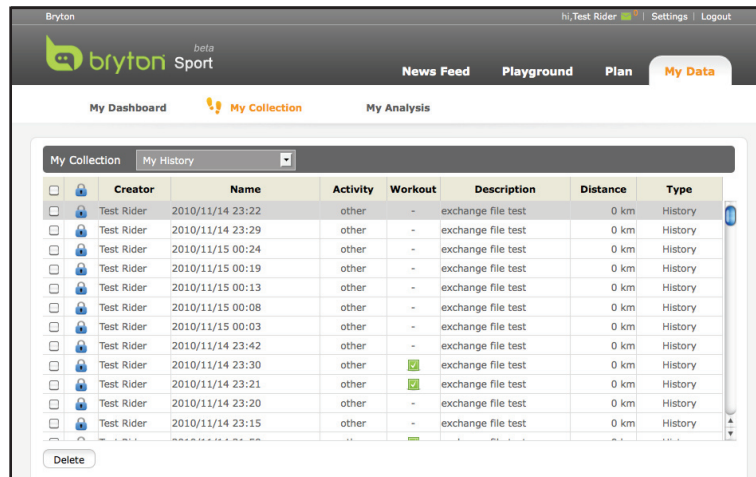 Bryton hi,Test Rider 0 | Settings | Logout
beta
bryton Sport
News Feed Playground Plan My Data
My Dashboard My Collection My Analysis
My Collection My History
Creator Name Activity Workout Description Distance Type
Test Rider 2010/11/14 23:22 other - exchange file test 0 km History
Test Rider 2010/11/14 23:29 other - exchange file test 0 km History
Test Rider 2010/11/15 00:24 other - exchange file test 0 km History
Test Rider 2010/11/15 00:19 other - exchange file test 0 km History
Test Rider 2010/11/15 00:13 other - exchange file test 0 km History
Test Rider 2010/11/15 00:08 other - exchange file test 0 km History
Test Rider 2010/11/15 00:03 other - exchange file test 0 km History
Test Rider 2010/11/14 23:42 other - exchange file test 0 km History
Test Rider 2010/11/14 23:30 other exchange file test 0 km History
Test Rider 2010/11/14 23:21 other exchange file test 0 km History
Test Rider 2010/11/14 23:20 other - exchange file test 0 km History
Test Rider 2010/11/14 23:15 other - exchange file test 0 km History
Delete